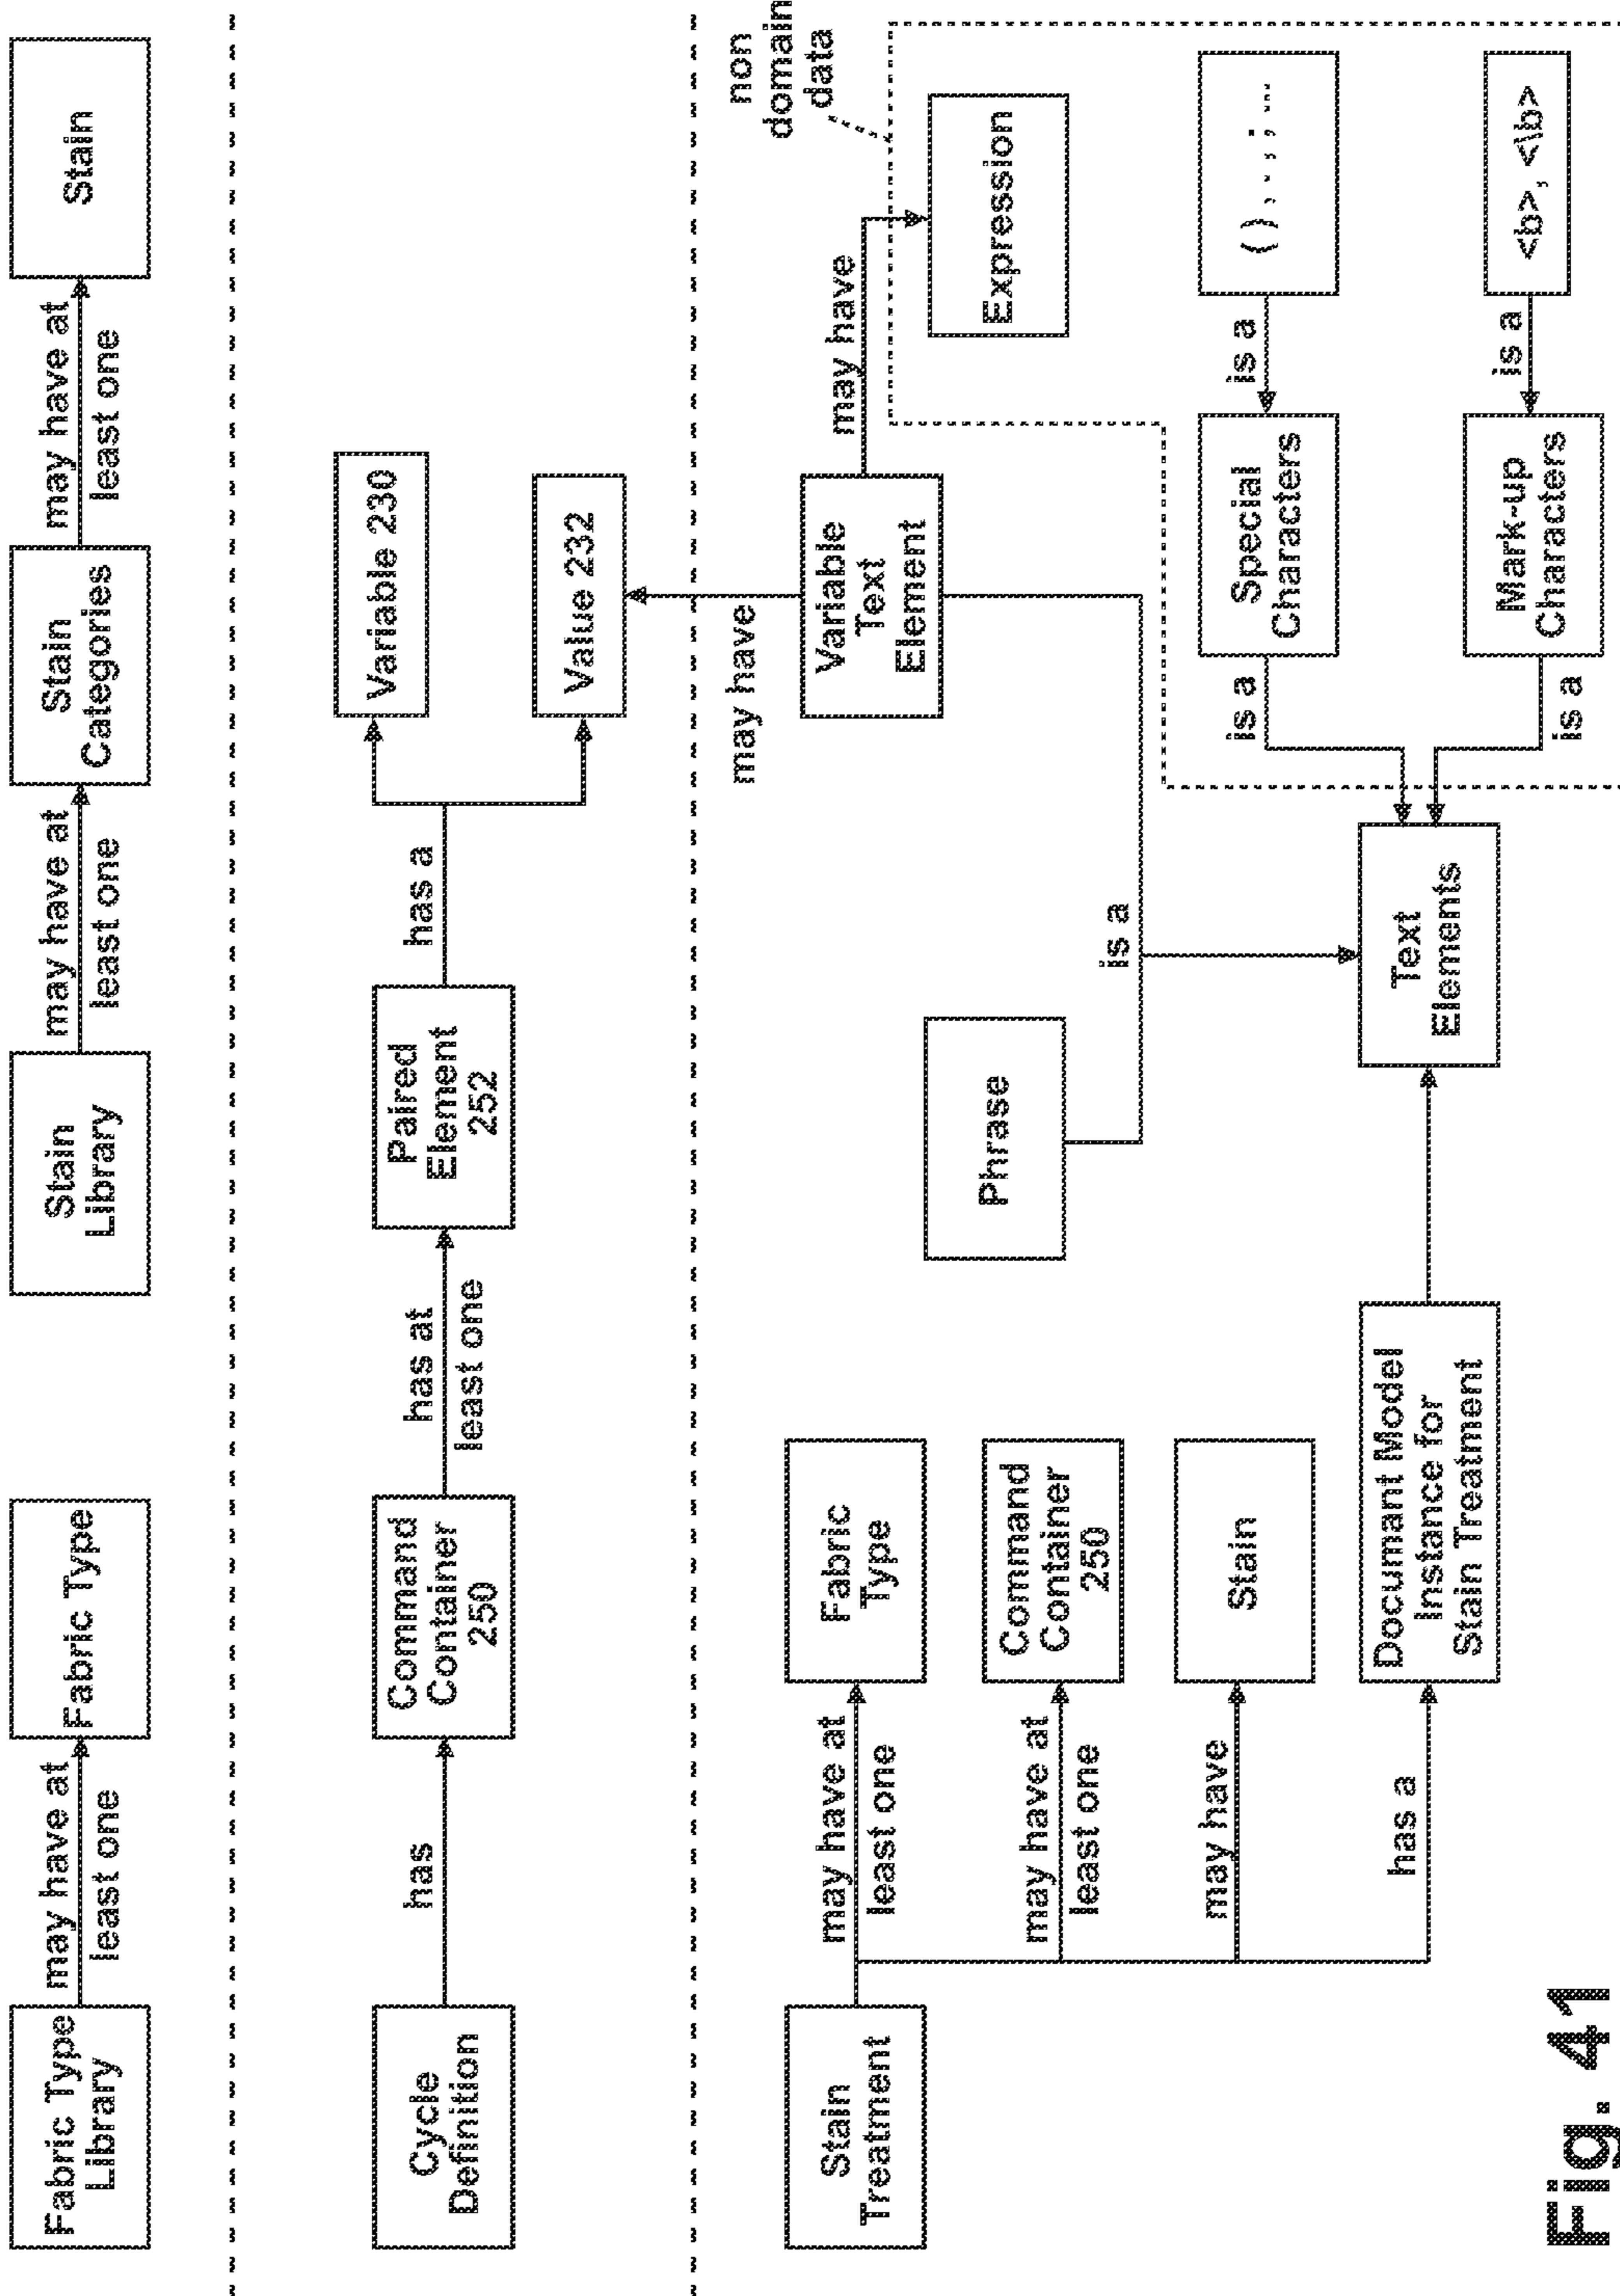 Fabric Type
Library
may have at
least one
Fabric Type
Stain
Library
may have at
least one
Stain
Categories
may have at
least one
Stain
Cycle
Definition
has
Command
Container
250
has at
least one
Paired
Element
252
has a
Variable 230
Value 232
may have
Stain
Treatment
may have at
least one
Fabric
Type
may have at
least one
Command
Container
250
may have
Stain
has a
Documant Model
Instance for
Stain Treatment
Phrase
is a
Text
Elements
Variable
Text
Element
may have
non
domain
data
Expression
is a
Special
Characters
is a
is a
Mark-up
Characters
is a
<b>, <\b>
Fig. 41